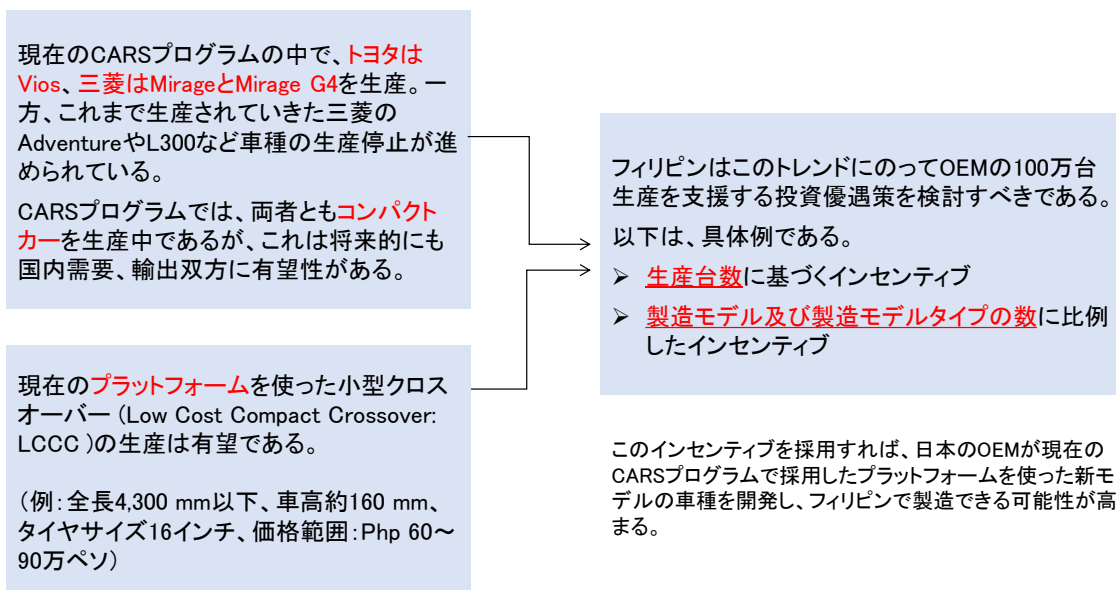 現在のCARSプログラムの中で、トヨタは
Vios、三菱はMirageとMirage G4を生産。一
方、これまで生産されていきた三菱の
AdventureやL300など車種の生産停止が進
められている。
CARSプログラムでは、両者ともコンパクト
カーを生産中であるが、これは将来的にも
国内需要、輸出双方に有望性がある。
現在のプラットフォームを使った小型クロス
オーバー (Low Cost Compact Crossover:
LCCC )の生産は有望である。
（例：全長4,300 mm以下、車高約160 mm、
タイヤサイズ16インチ、価格範囲：Php 60～
90万ペソ）
フィリピンはこのトレンドにのってOEMの100万台
生産を支援する投資優遇策を検討すべきである。
以下は、具体例である。
➢ 生産台数に基づくインセンティブ
➢ 製造モデル及び製造モデルタイプの数に比例
したインセンティブ
このインセンティブを採用すれば、日本のOEMが現在の
CARSプログラムで採用したプラットフォームを使った新モ
デルの車種を開発し、フィリピンで製造できる可能性が高
まる。